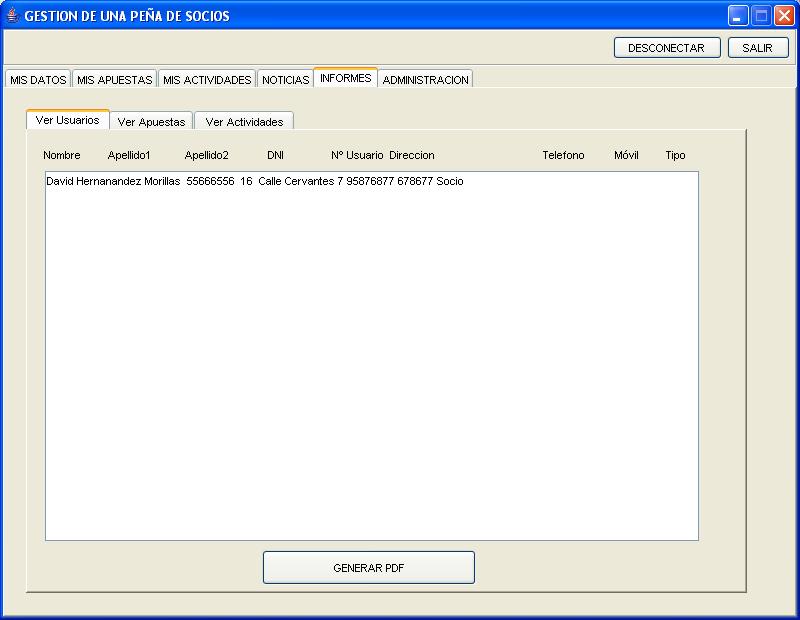 GESTION DE UNA PEÑA DE SOCIOS
DESCONECTAR SALIR
MIS DATOS MIS APUESTAS MIS ACTIVIDADES NOTICIAS INFORMES ADMINISTRACION
Ver Usuarios Ver Apuestas Ver Actividades
Nombre Apellido1 Apellido2 DNI Nº Usuario Direccion Telefono Móvil Tipo
David Hernanandez Morillas 55666556 16 Calle Cervantes 7 95876877 678677 Socio
GENERAR PDF